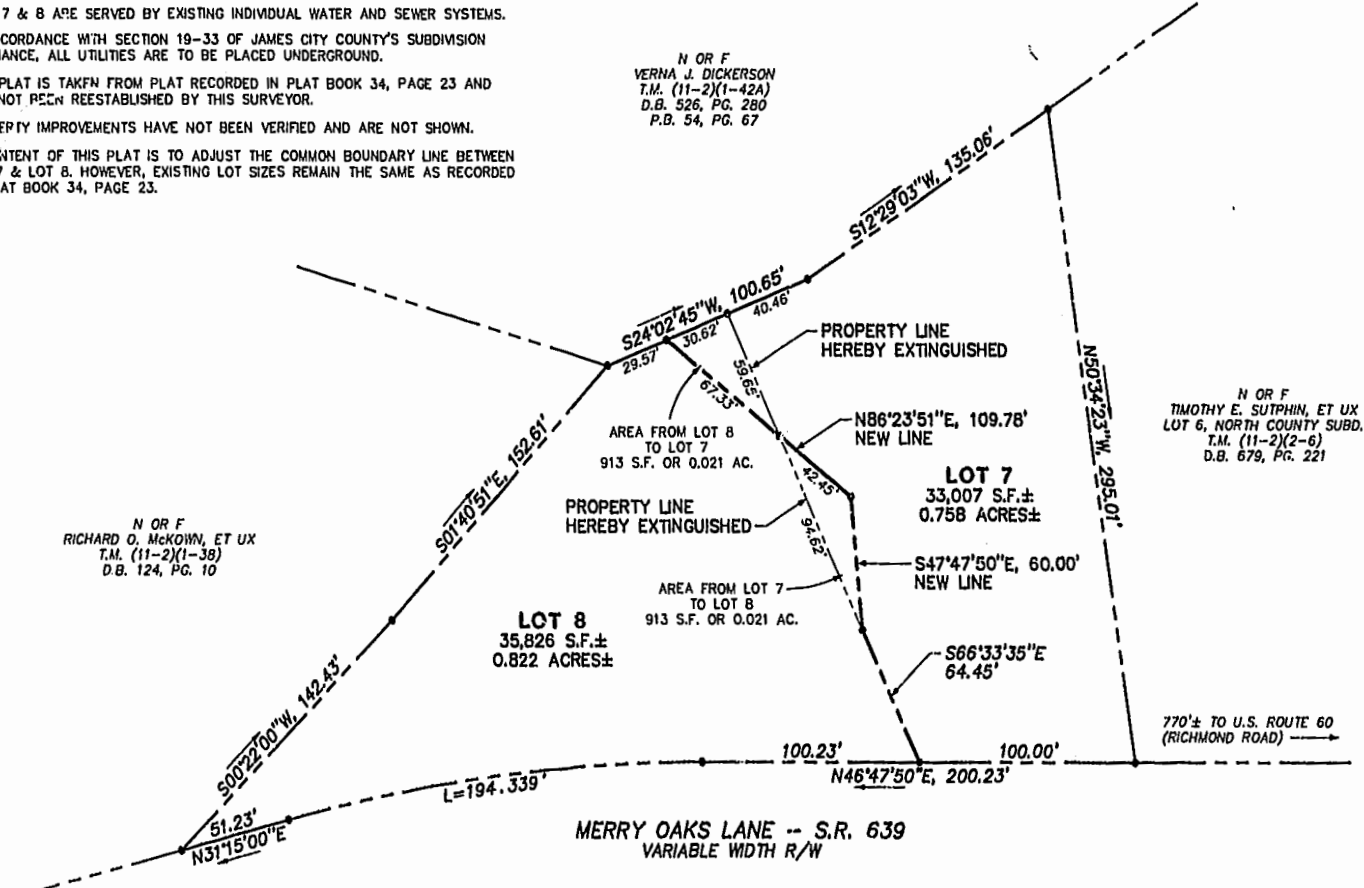 7 & 8 ARE SERVED BY EXISTING INDIVIDUAL WATER AND SEWER SYSTEMS.
CORDANCE WITH SECTION 19-33 OF JAMES CITY COUNTY'S SUBDIVISION
IANCE, ALL UTILITIES ARE TO BE PLACED UNDERGROUND.
PLAT IS TAKEN FROM PLAT RECORDED IN PLAT BOOK 34, PAGE 23 AND
NOT BEEN REESTABLISHED BY THIS SURVEYOR.
ERTY IMPROVEMENTS HAVE NOT BEEN VERIFIED AND ARE NOT SHOWN.
NTENT OF THIS PLAT IS TO ADJUST THE COMMON BOUNDARY LINE BETWEEN
7 & LOT 8. HOWEVER, EXISTING LOT SIZES REMAIN THE SAME AS RECORDED
AT BOOK 34, PAGE 23.
N OR F
VERNA J. DICKERSON
T.M. (11-2)(1-42A)
D.B. 526, PG. 280
P.B. 54, PG. 67
S12°29'03"W, 135.06'
S24°02'45"W, 100.65'
40.46'
30.62'
29.57'
PROPERTY LINE
HEREBY EXTINGUISHED
59.65'
67.33'
N86°23'51"E, 109.78'
NEW LINE
AREA FROM LOT 8
TO LOT 7
913 S.F. OR 0.021 AC.
42.45'
LOT 7
33,007 S.F.±
0.758 ACRES±
N50°34'23"W, 295.01'
N OR F
TIMOTHY E. SUTPHIN, ET UX
LOT 6, NORTH COUNTY SUBD.
T.M. (11-2)(2-6)
D.B. 679, PG. 221
S01°40'51"E, 152.61'
PROPERTY LINE
HEREBY EXTINGUISHED
94.62'
N OR F
RICHARD O. McKOWN, ET UX
T.M. (11-2)(1-38)
D.B. 124, PG. 10
S47°47'50"E, 60.00'
NEW LINE
AREA FROM LOT 7
TO LOT 8
913 S.F. OR 0.021 AC.
LOT 8
35,826 S.F.±
0.822 ACRES±
S66°33'35"E
64.45'
S00°22'00"W, 142.43'
770'± TO U.S. ROUTE 60
(RICHMOND ROAD)
100.23'
100.00'
N46°47'50"E, 200.23'
L=194.339'
51.23'
N31°15'00"E
MERRY OAKS LANE -- S.R. 639
VARIABLE WIDTH R/W